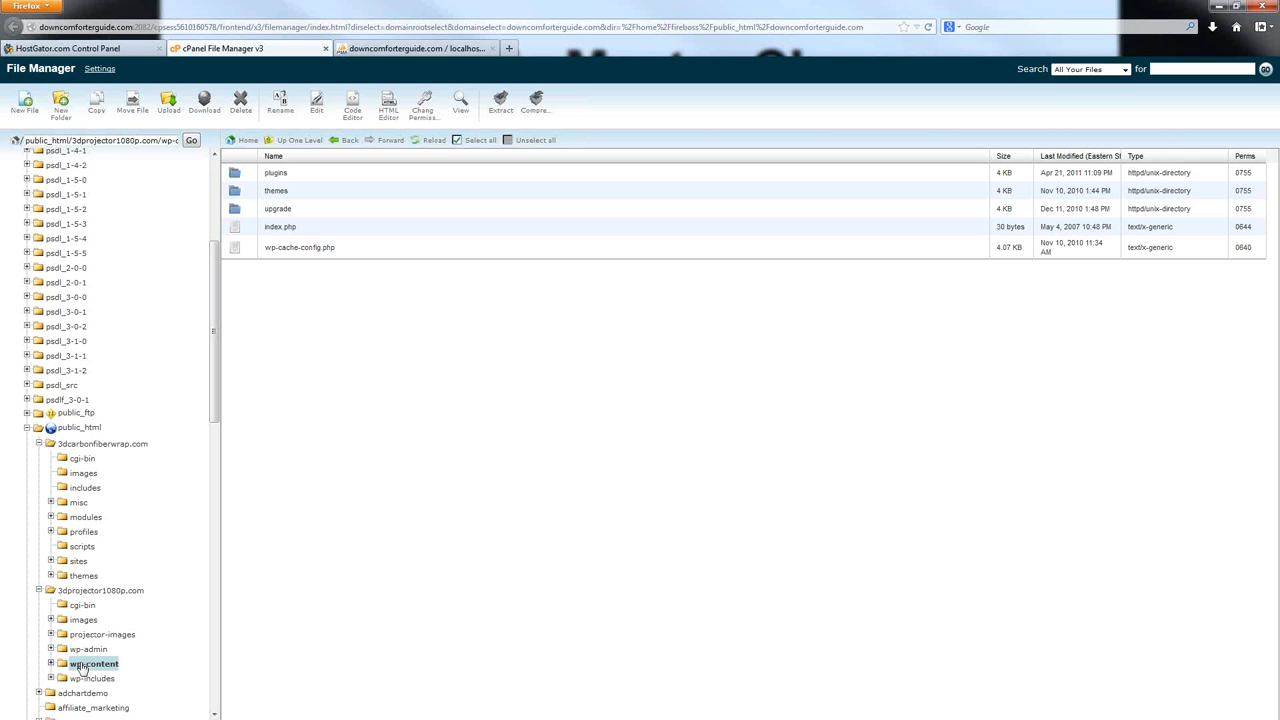 Firefox
downcomforterguide.com:2082/cpsess5610160578/frontend/x3/filemanager/index.html?dirselect=domainrootselect&domainselect=downcomforterguide.com&dir=%2Fhome%2Ffireboss%2Fpublic_html%2Fdowncomforterguide.com
Google
HostGator.com Control Panel
cPanel File Manager v3
downcomforterguide.com / localhos...
File Manager Settings
Search All Your Files for GO
New File
New Folder
Copy
Move File
Upload
Download
Delete
Rename
Edit
Code Editor
HTML Editor
Change Permiss...
View
Extract
Compre...
/public_html/3dprojector1080p.com/wp-c Go
Home Up One Level Back Forward Reload Select all Unselect all
Name Size Last Modified (Eastern St Type Perms
plugins 4 KB Apr 21, 2011 11:09 PM httpd/unix-directory 0755
themes 4 KB Nov 10, 2010 1:44 PM httpd/unix-directory 0755
upgrade 4 KB Dec 11, 2010 1:48 PM httpd/unix-directory 0755
index.php 30 bytes May 4, 2007 10:48 PM text/x-generic 0644
wp-cache-config.php 4.07 KB Nov 10, 2010 11:34 AM text/x-generic 0640
psdl_1-4-1
psdl_1-4-2
psdl_1-5-0
psdl_1-5-1
psdl_1-5-2
psdl_1-5-3
psdl_1-5-4
psdl_1-5-5
psdl_2-0-0
psdl_2-0-1
psdl_3-0-0
psdl_3-0-1
psdl_3-0-2
psdl_3-1-0
psdl_3-1-1
psdl_3-1-2
psdl_src
psdlf_3-0-1
public_ftp
public_html
3dcarbonfiberwrap.com
cgi-bin
images
includes
misc
modules
profiles
scripts
sites
themes
3dprojector1080p.com
cgi-bin
images
projector-images
wp-admin
wp-content
wp-includes
adchartdemo
affiliate_marketing